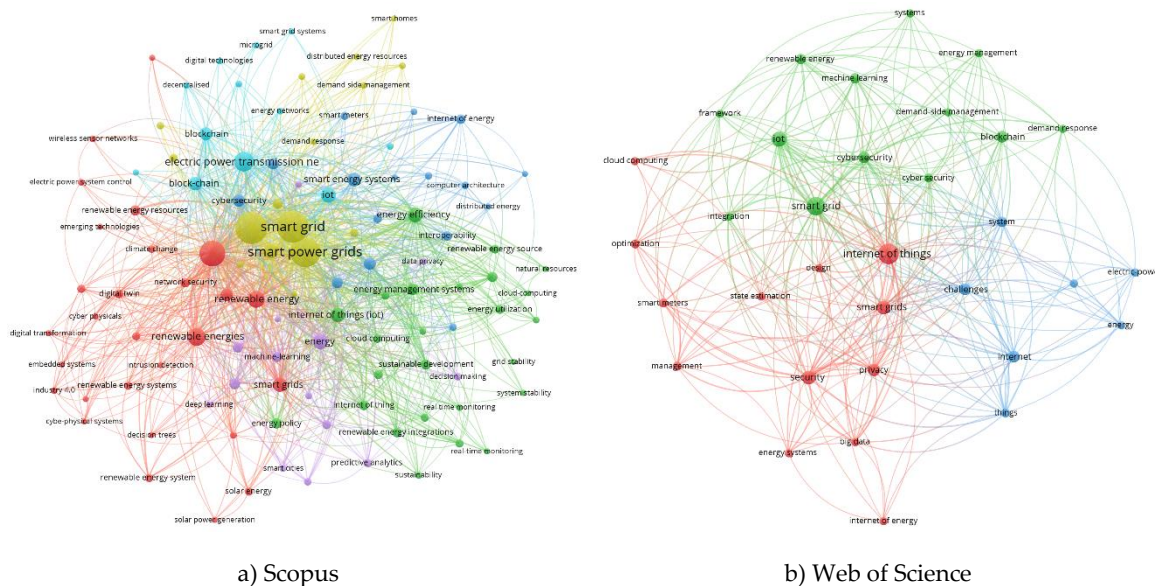 smart homes
smart grid systems
microgrid
distributed energy resources
digital technologies
decentralised
demand side management
energy networks
smart meters
internet of energy
blockchain
wireless sensor networks
demand response
electric power transmission ne
block-chain
smart energy systems
computer architecture
electric power system control
cybersecurity
iot
distributed energy
renewable energy resources
energy efficiency
emerging technologies
smart grid
interoperability
climate change
smart power grids
renewable energy source
data privacy
natural resources
network security
digital twin
energy management systems
cloud-computing
renewable energy
energy utilization
cyber physicals
internet of things (iot)
digital transformation
renewable energies
energy
cloud computing
machine-learning
grid stability
embedded systems
intrusion detection
sustainable development
decision making
industry 4.0
renewable energy systems
smart grids
system stability
cybe-physical systems
deep learning
internet of thing
real time monitoring
energy policy
decision trees
renewable energy integrations
real-time monitoring
smart cities
predictive analytics
renewable energy system
sustainability
solar energy
solar power generation
a) Scopus
systems
renewable energy
energy management
machine learning
framework
demand-side management
iot
blockchain
demand response
cloud computing
cybersecurity
cyber security
smart grid
integration
system
optimization
internet of things
design
electric-power
challenges
state estimation
smart meters
smart grids
energy
internet
management
security
privacy
things
big data
energy systems
internet of energy
b) Web of Science